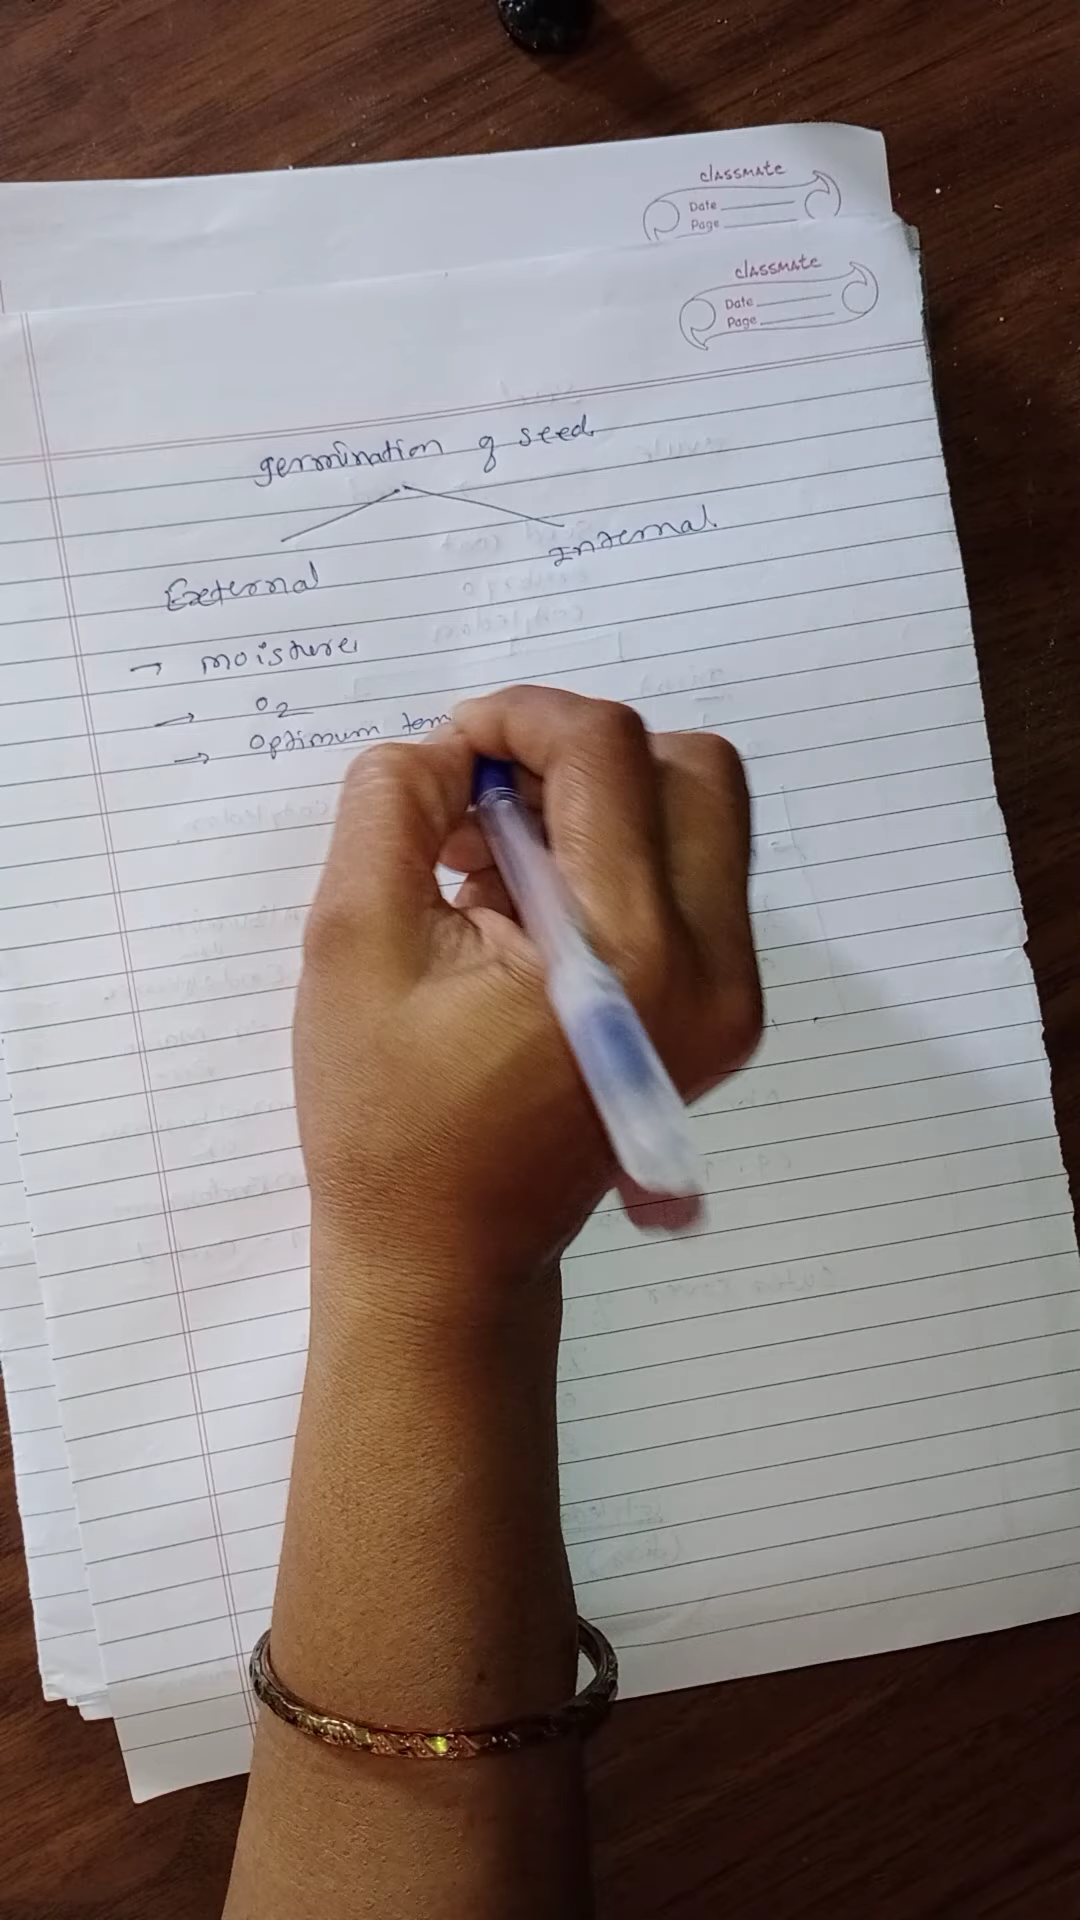 classmate
Date
Page
classmate
Date
Page
germination of seed
External
Internal
→ moisture
→ O2
→ Optimum tem